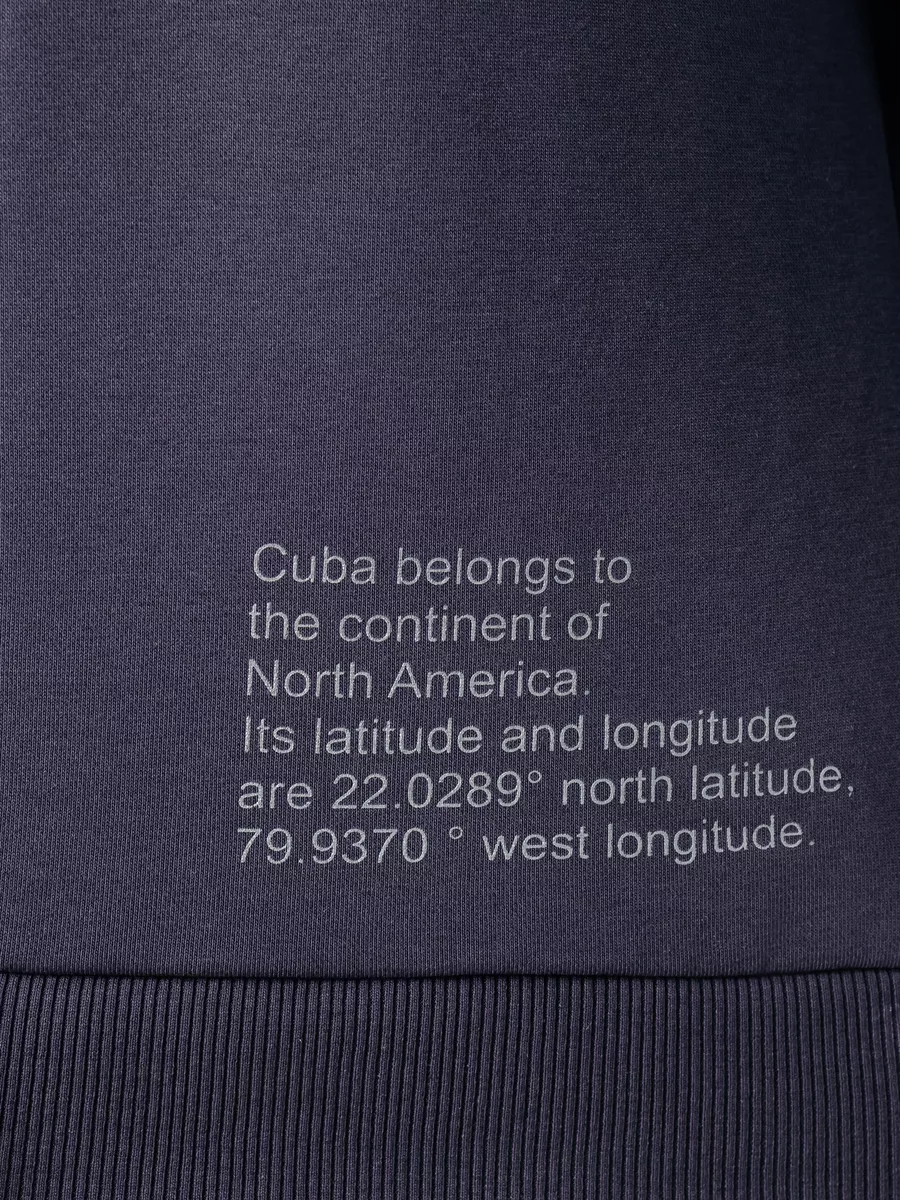 Cuba belongs to
the continent of
North America.
Its latitude and longitude
are 22.0289° north latitude,
79.9370 ° west longitude.